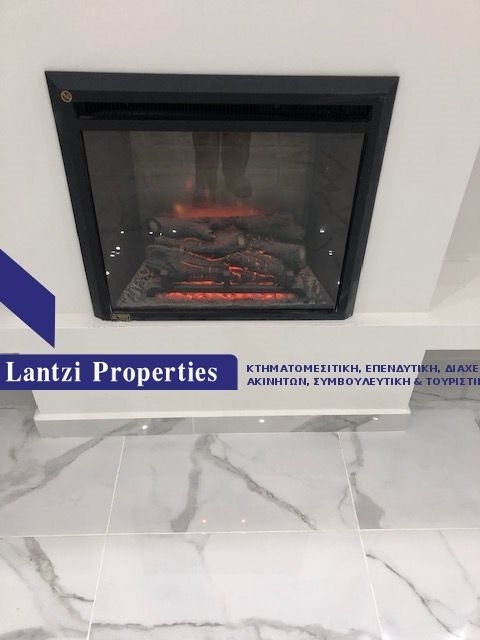 Lantzi Properties
ΚΤΗΜΑΤΟΜΕΣΙΤΙΚΗ, ΕΠΕΝΔΥΤΙΚΗ, ΔΙΑΧΕ
ΑΚΙΝΗΤΩΝ, ΣΥΜΒΟΥΛΕΥΤΙΚΗ & ΤΟΥΡΙΣΤΙ